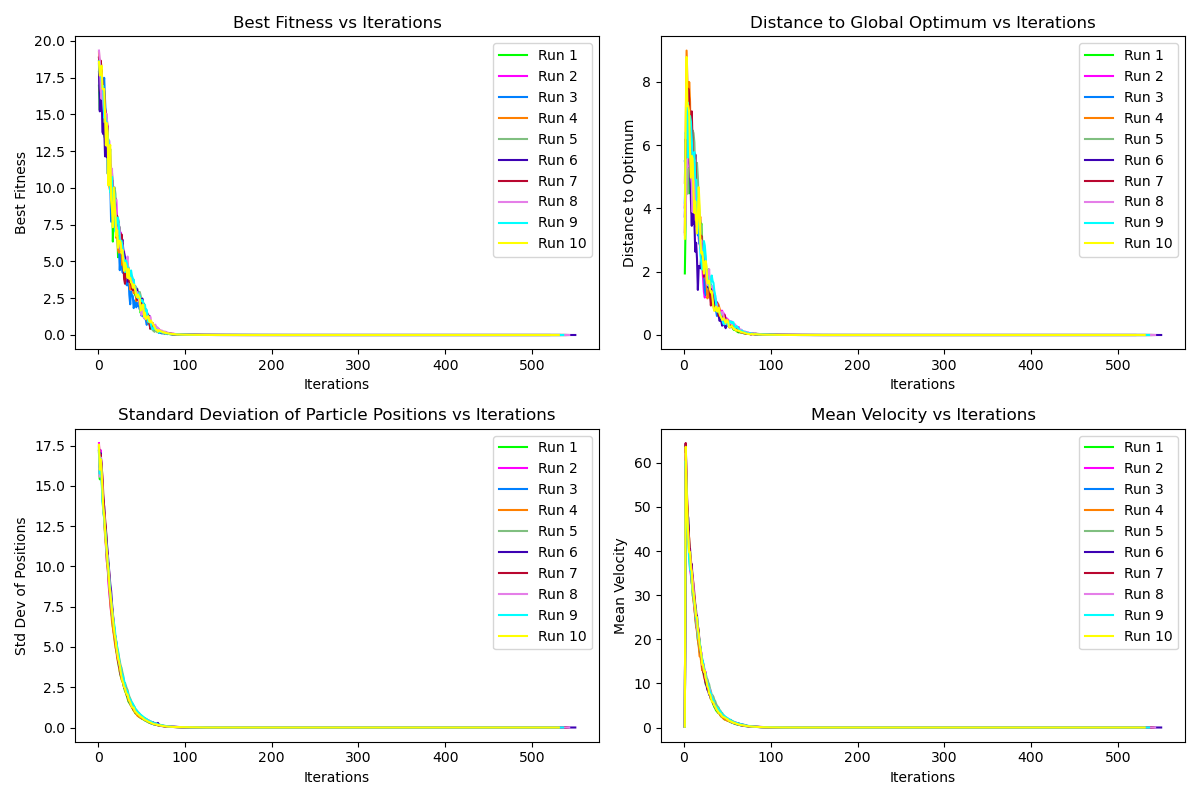 Best Fitness vs Iterations
20.0
17.5
15.0
12.5
10.0
7.5
5.0
2.5
0.0
Best Fitness
0 100 200 300 400 500
Iterations
Run 1
Run 2
Run 3
Run 4
Run 5
Run 6
Run 7
Run 8
Run 9
Run 10
Distance to Global Optimum vs Iterations
8
6
4
2
0
Distance to Optimum
0 100 200 300 400 500
Iterations
Run 1
Run 2
Run 3
Run 4
Run 5
Run 6
Run 7
Run 8
Run 9
Run 10
Standard Deviation of Particle Positions vs Iterations
17.5
15.0
12.5
10.0
7.5
5.0
2.5
0.0
Std Dev of Positions
0 100 200 300 400 500
Iterations
Run 1
Run 2
Run 3
Run 4
Run 5
Run 6
Run 7
Run 8
Run 9
Run 10
Mean Velocity vs Iterations
60
50
40
30
20
10
0
Mean Velocity
0 100 200 300 400 500
Iterations
Run 1
Run 2
Run 3
Run 4
Run 5
Run 6
Run 7
Run 8
Run 9
Run 10